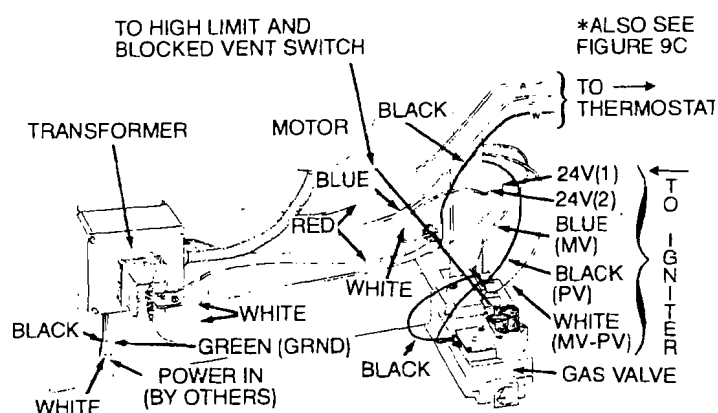 TO HIGH LIMIT AND
BLOCKED VENT SWITCH
*ALSO SEE
FIGURE 9C
TO
THERMOSTAT
BLACK
MOTOR
TRANSFORMER
BLUE
24V(1)
24V(2)
TO IGNITER
RED
BLUE
(MV)
WHITE
BLACK
(PV)
WHITE
WHITE
(MV-PV)
BLACK
GREEN (GRND)
BLACK
GAS VALVE
POWER IN
(BY OTHERS)
WHITE